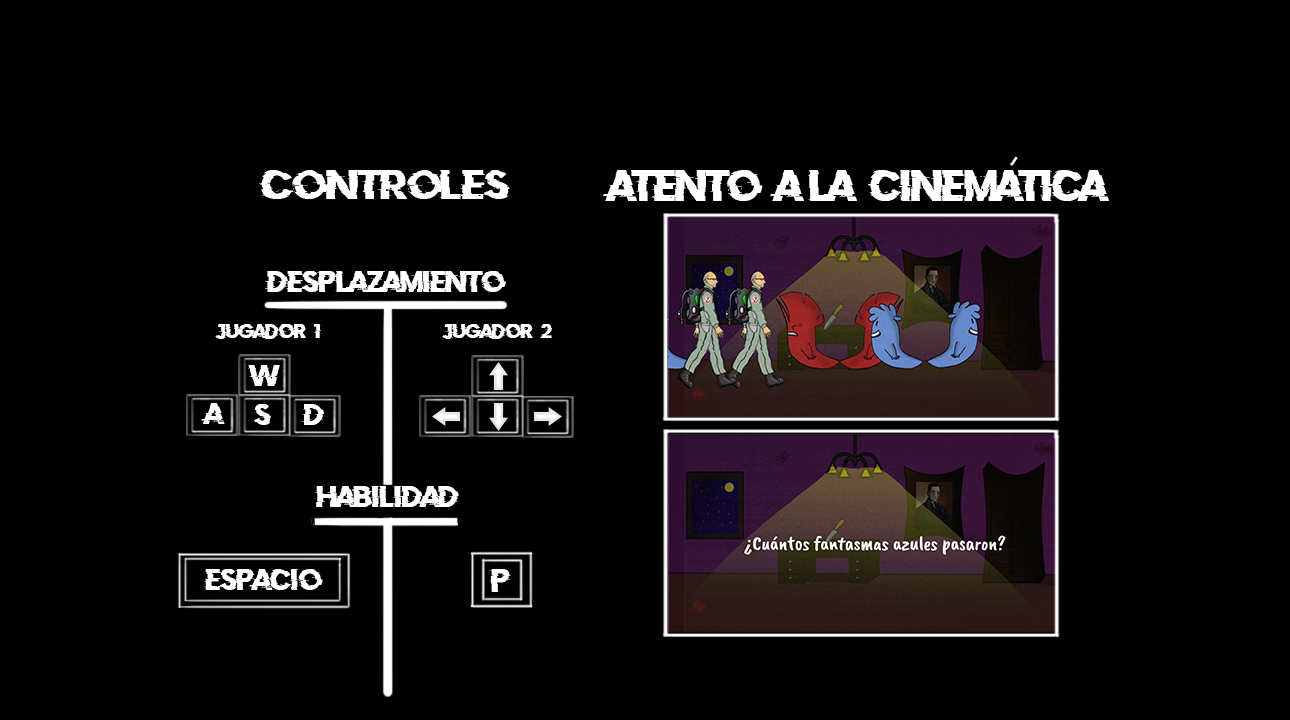 CONTROLES
DESPLAZAMIENTO
JUGADOR 1
JUGADOR 2
W
A S D
HABILIDAD
ESPACIO
P
ATENTO A LA CINEMÁTICA
¿Cuántos fantasmas azules pasaron?